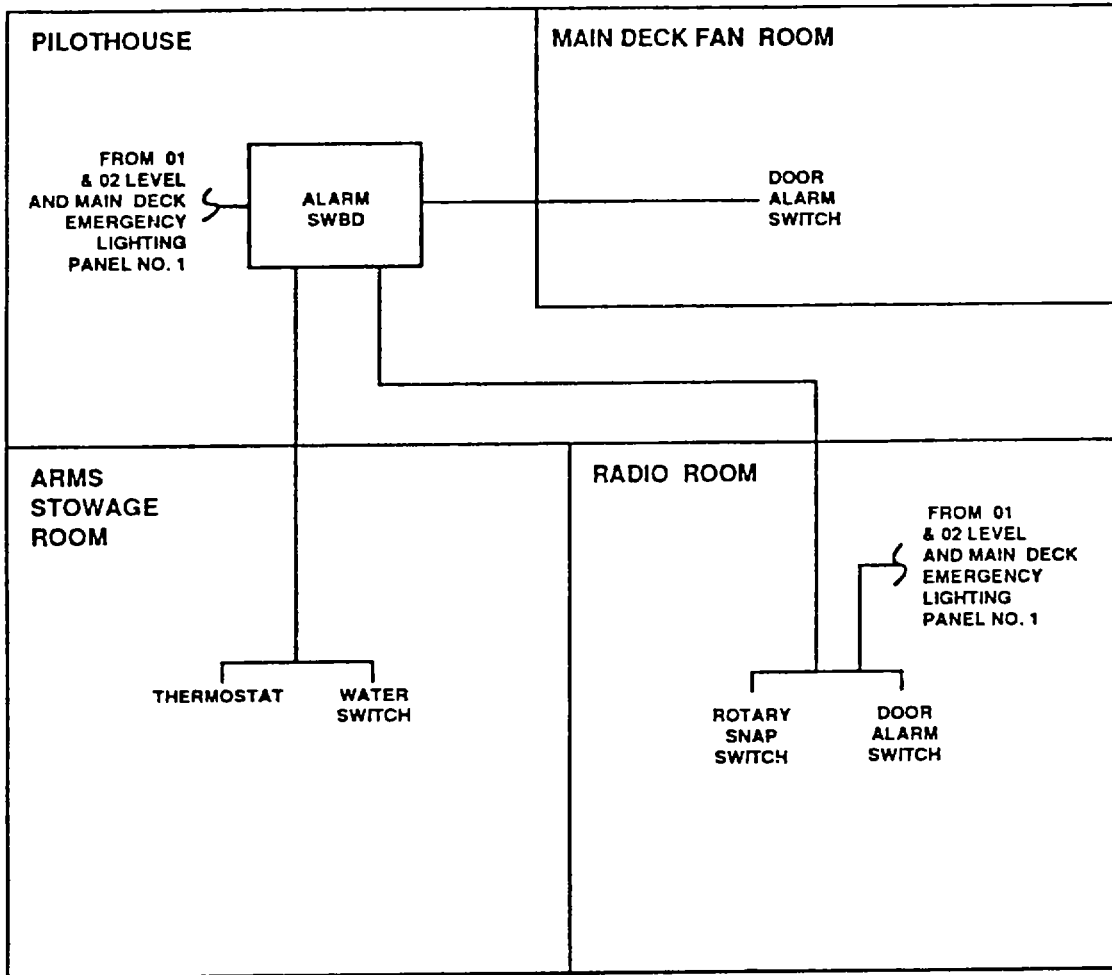 PILOTHOUSE
MAIN DECK FAN ROOM
FROM 01
& 02 LEVEL
AND MAIN DECK
EMERGENCY
LIGHTING
PANEL NO. 1
ALARM
SWBD
DOOR
ALARM
SWITCH
ARMS
STOWAGE
ROOM
THERMOSTAT
WATER
SWITCH
RADIO ROOM
FROM 01
& 02 LEVEL
AND MAIN DECK
EMERGENCY
LIGHTING
PANEL NO. 1
ROTARY
SNAP
SWITCH
DOOR
ALARM
SWITCH